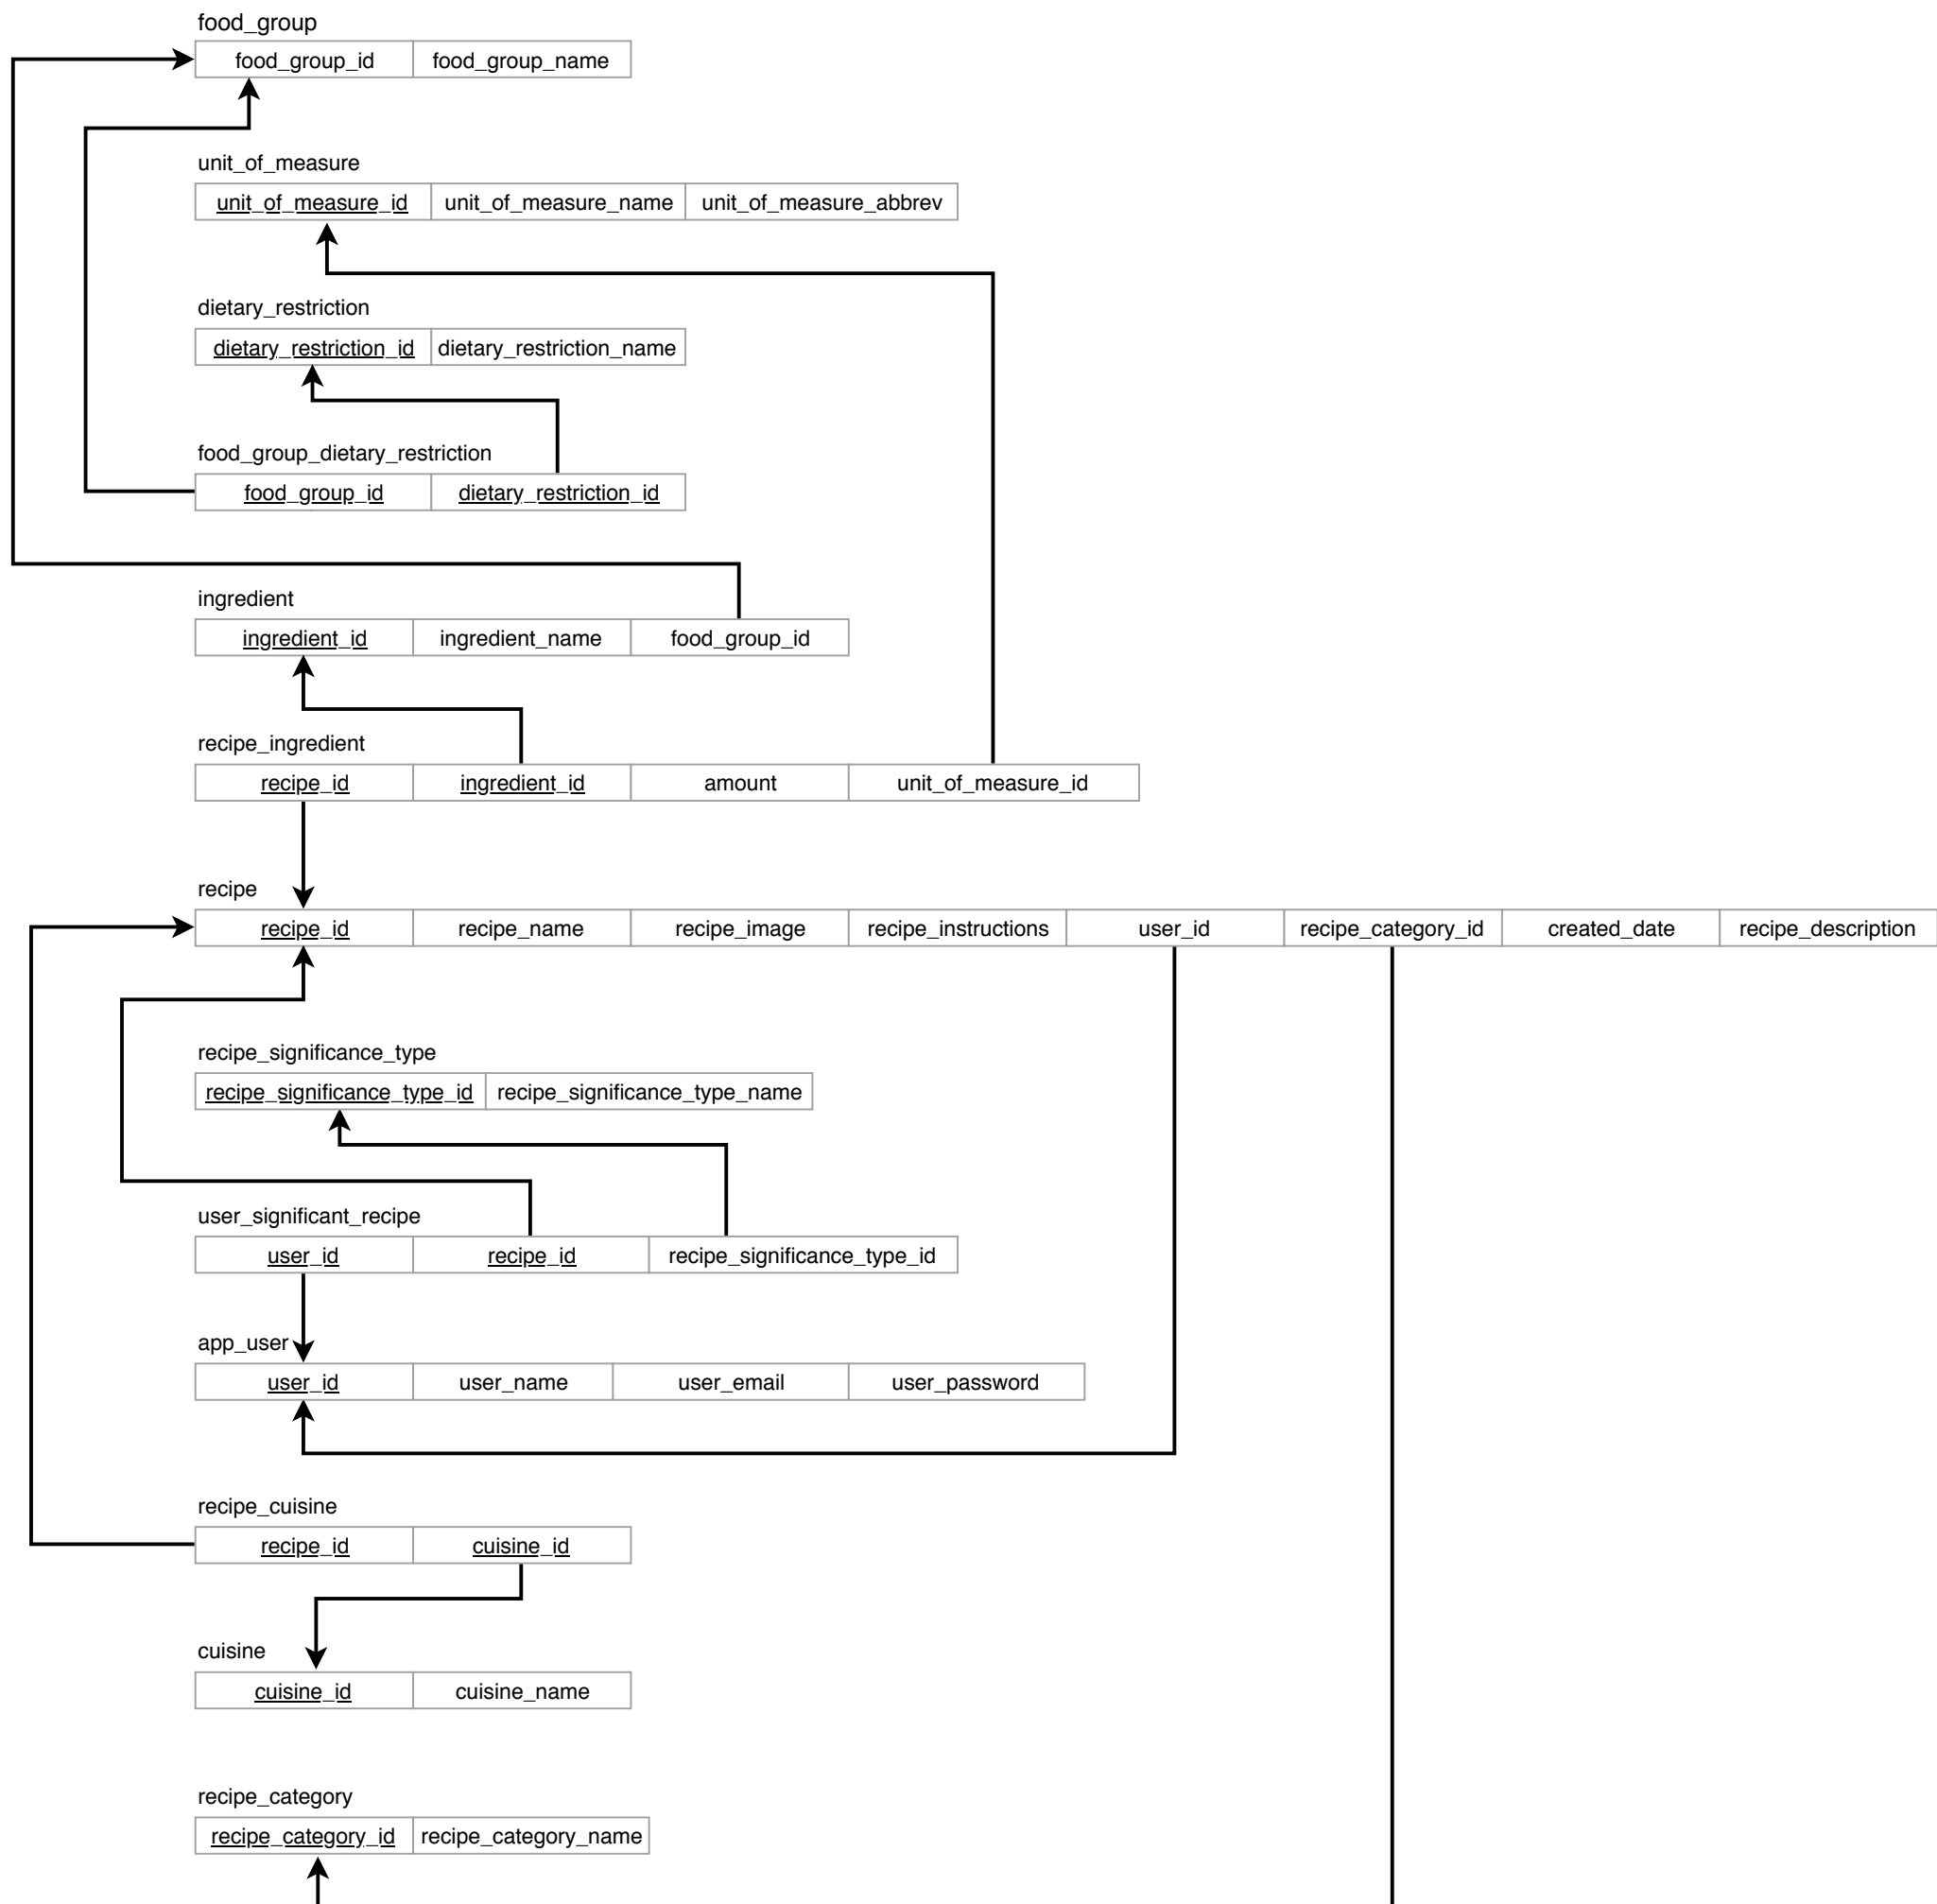 food_group
food_group_id food_group_name
unit_of_measure
unit_of_measure_id unit_of_measure_name unit_of_measure_abbrev
dietary_restriction
dietary_restriction_id dietary_restriction_name
food_group_dietary_restriction
food_group_id dietary_restriction_id
ingredient
ingredient_id ingredient_name food_group_id
recipe_ingredient
recipe_id ingredient_id amount unit_of_measure_id
recipe
recipe_id recipe_name recipe_image recipe_instructions user_id recipe_category_id created_date recipe_description
recipe_significance_type
recipe_significance_type_id recipe_significance_type_name
user_significant_recipe
user_id recipe_id recipe_significance_type_id
app_user
user_id user_name user_email user_password
recipe_cuisine
recipe_id cuisine_id
cuisine
cuisine_id cuisine_name
recipe_category
recipe_category_id recipe_category_name